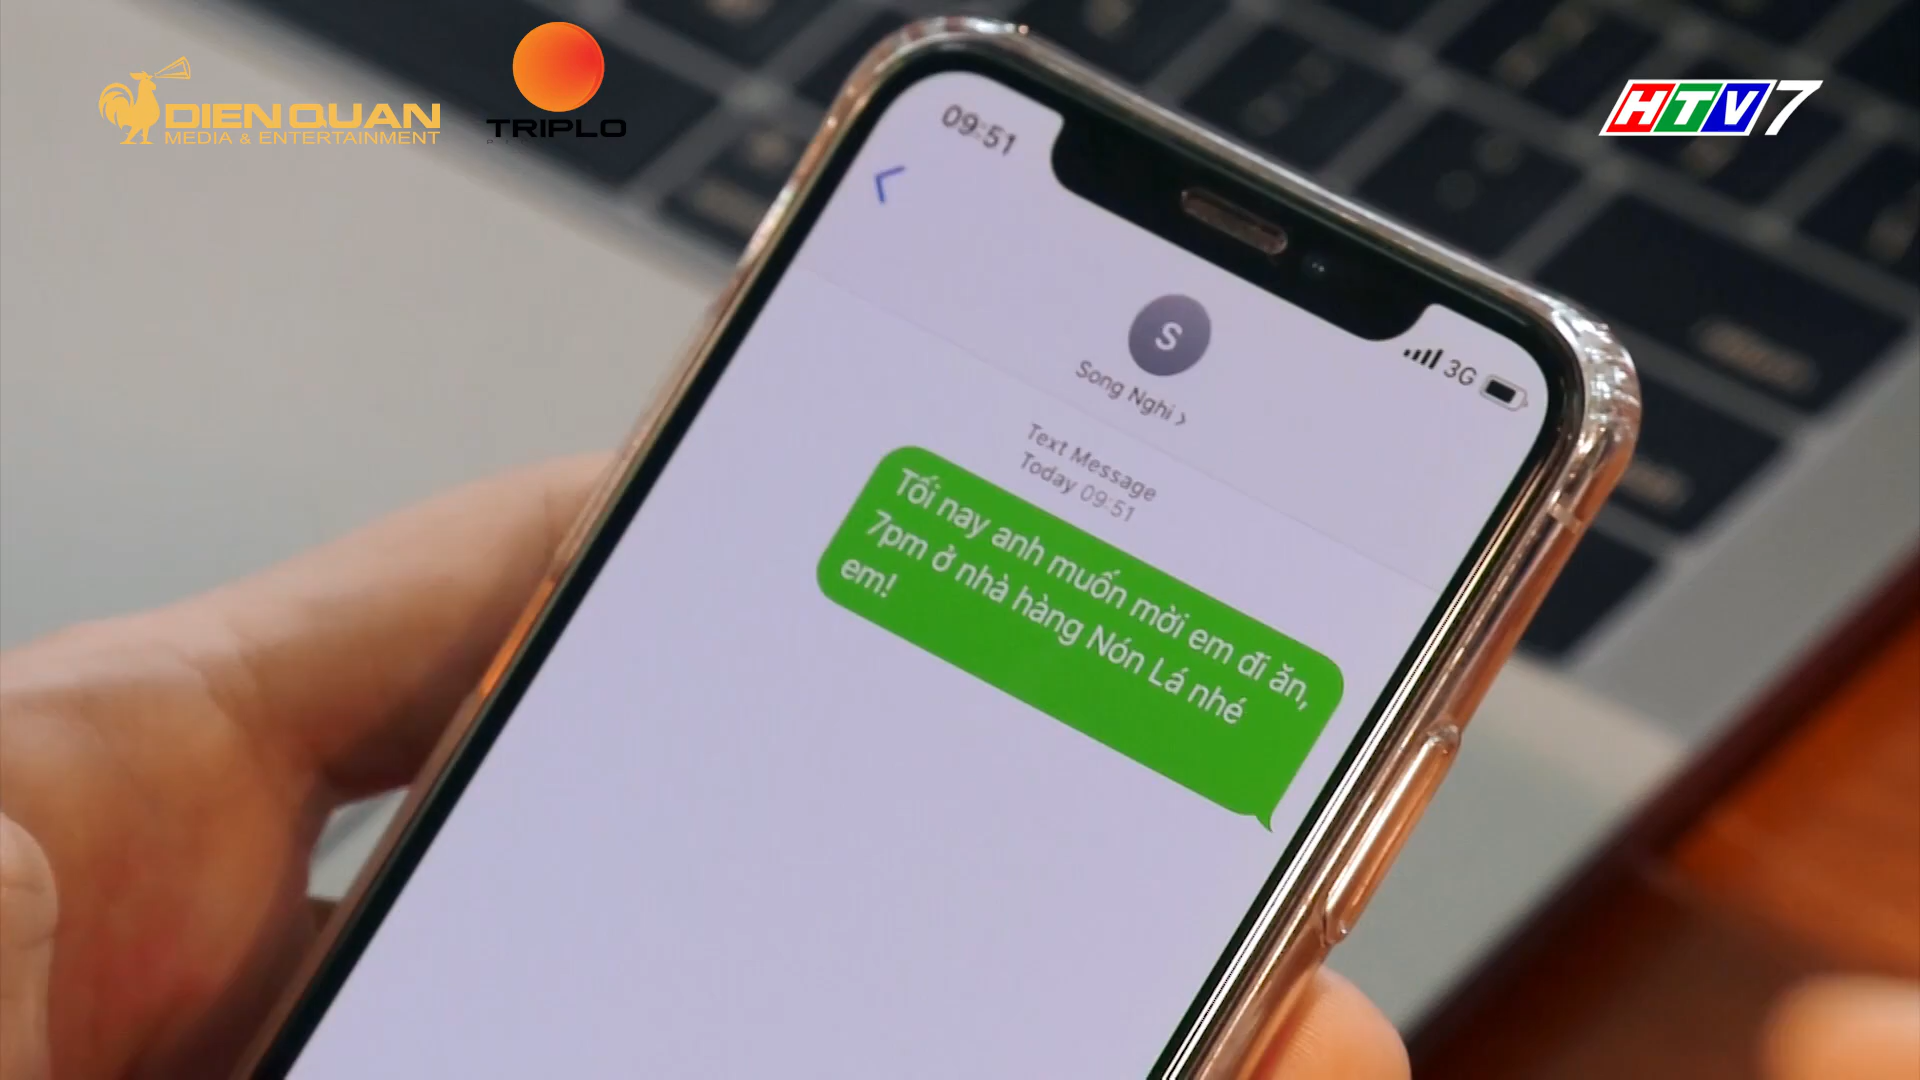 DIEN QUAN
MEDIA & ENTERTAINMENT
TRIPLO
HTV7
09:51
3G
S
Song Nghi >
Text Message
Today 09:51
Tối nay anh muốn mời em đi ăn,
7pm ở nhà hàng Nón Lá nhé
em!